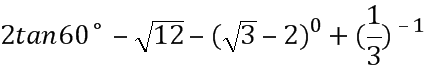 2tan60° − √12 − (√3 − 2)⁰ + (1/3)⁻¹